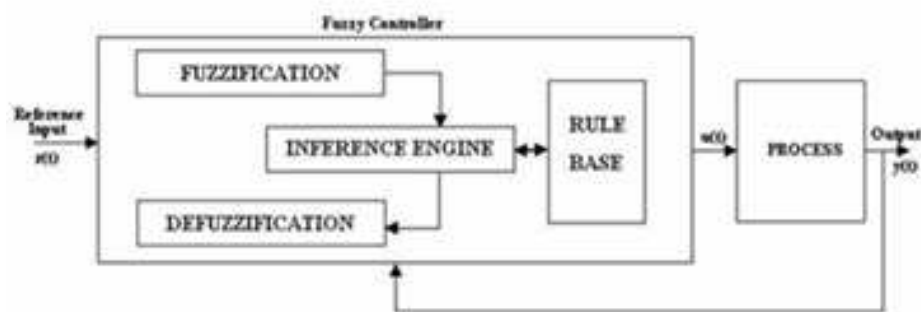 Fuzzy Controller
FUZZIFICATION
Reference
Input
r(t)
INFERENCE ENGINE
RULE
BASE
u(t)
PROCESS
Output
y(t)
DEFUZZIFICATION